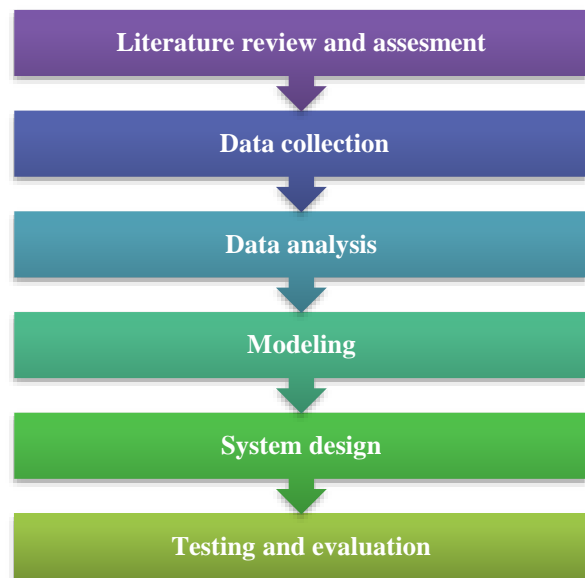 Literature review and assesment
Data collection
Data analysis
Modeling
System design
Testing and evaluation